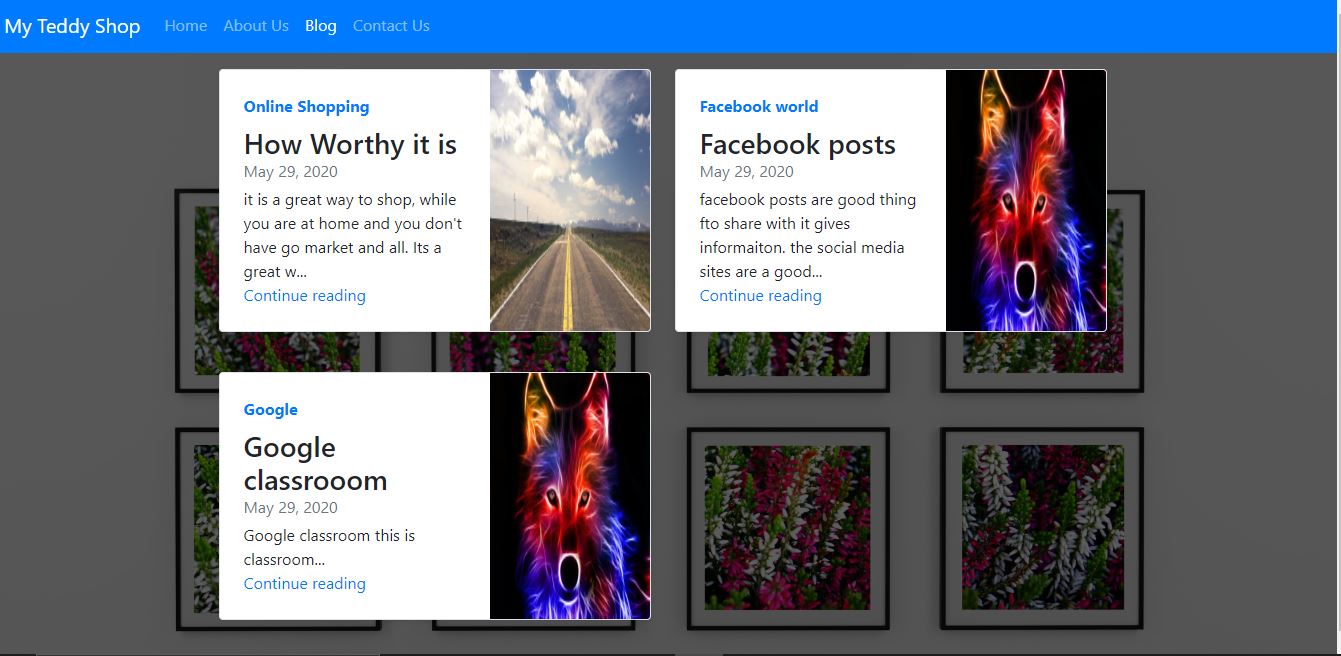 My Teddy Shop Home About Us Blog Contact Us
Online Shopping
How Worthy it is
May 29, 2020
it is a great way to shop, while
you are at home and you don't
have go market and all. Its a
great w...
Continue reading
Facebook world
Facebook posts
May 29, 2020
facebook posts are good thing
fto share with it gives
informaiton. the social media
sites are a good...
Continue reading
Google
Google
classrooom
May 29, 2020
Google classroom this is
classroom...
Continue reading